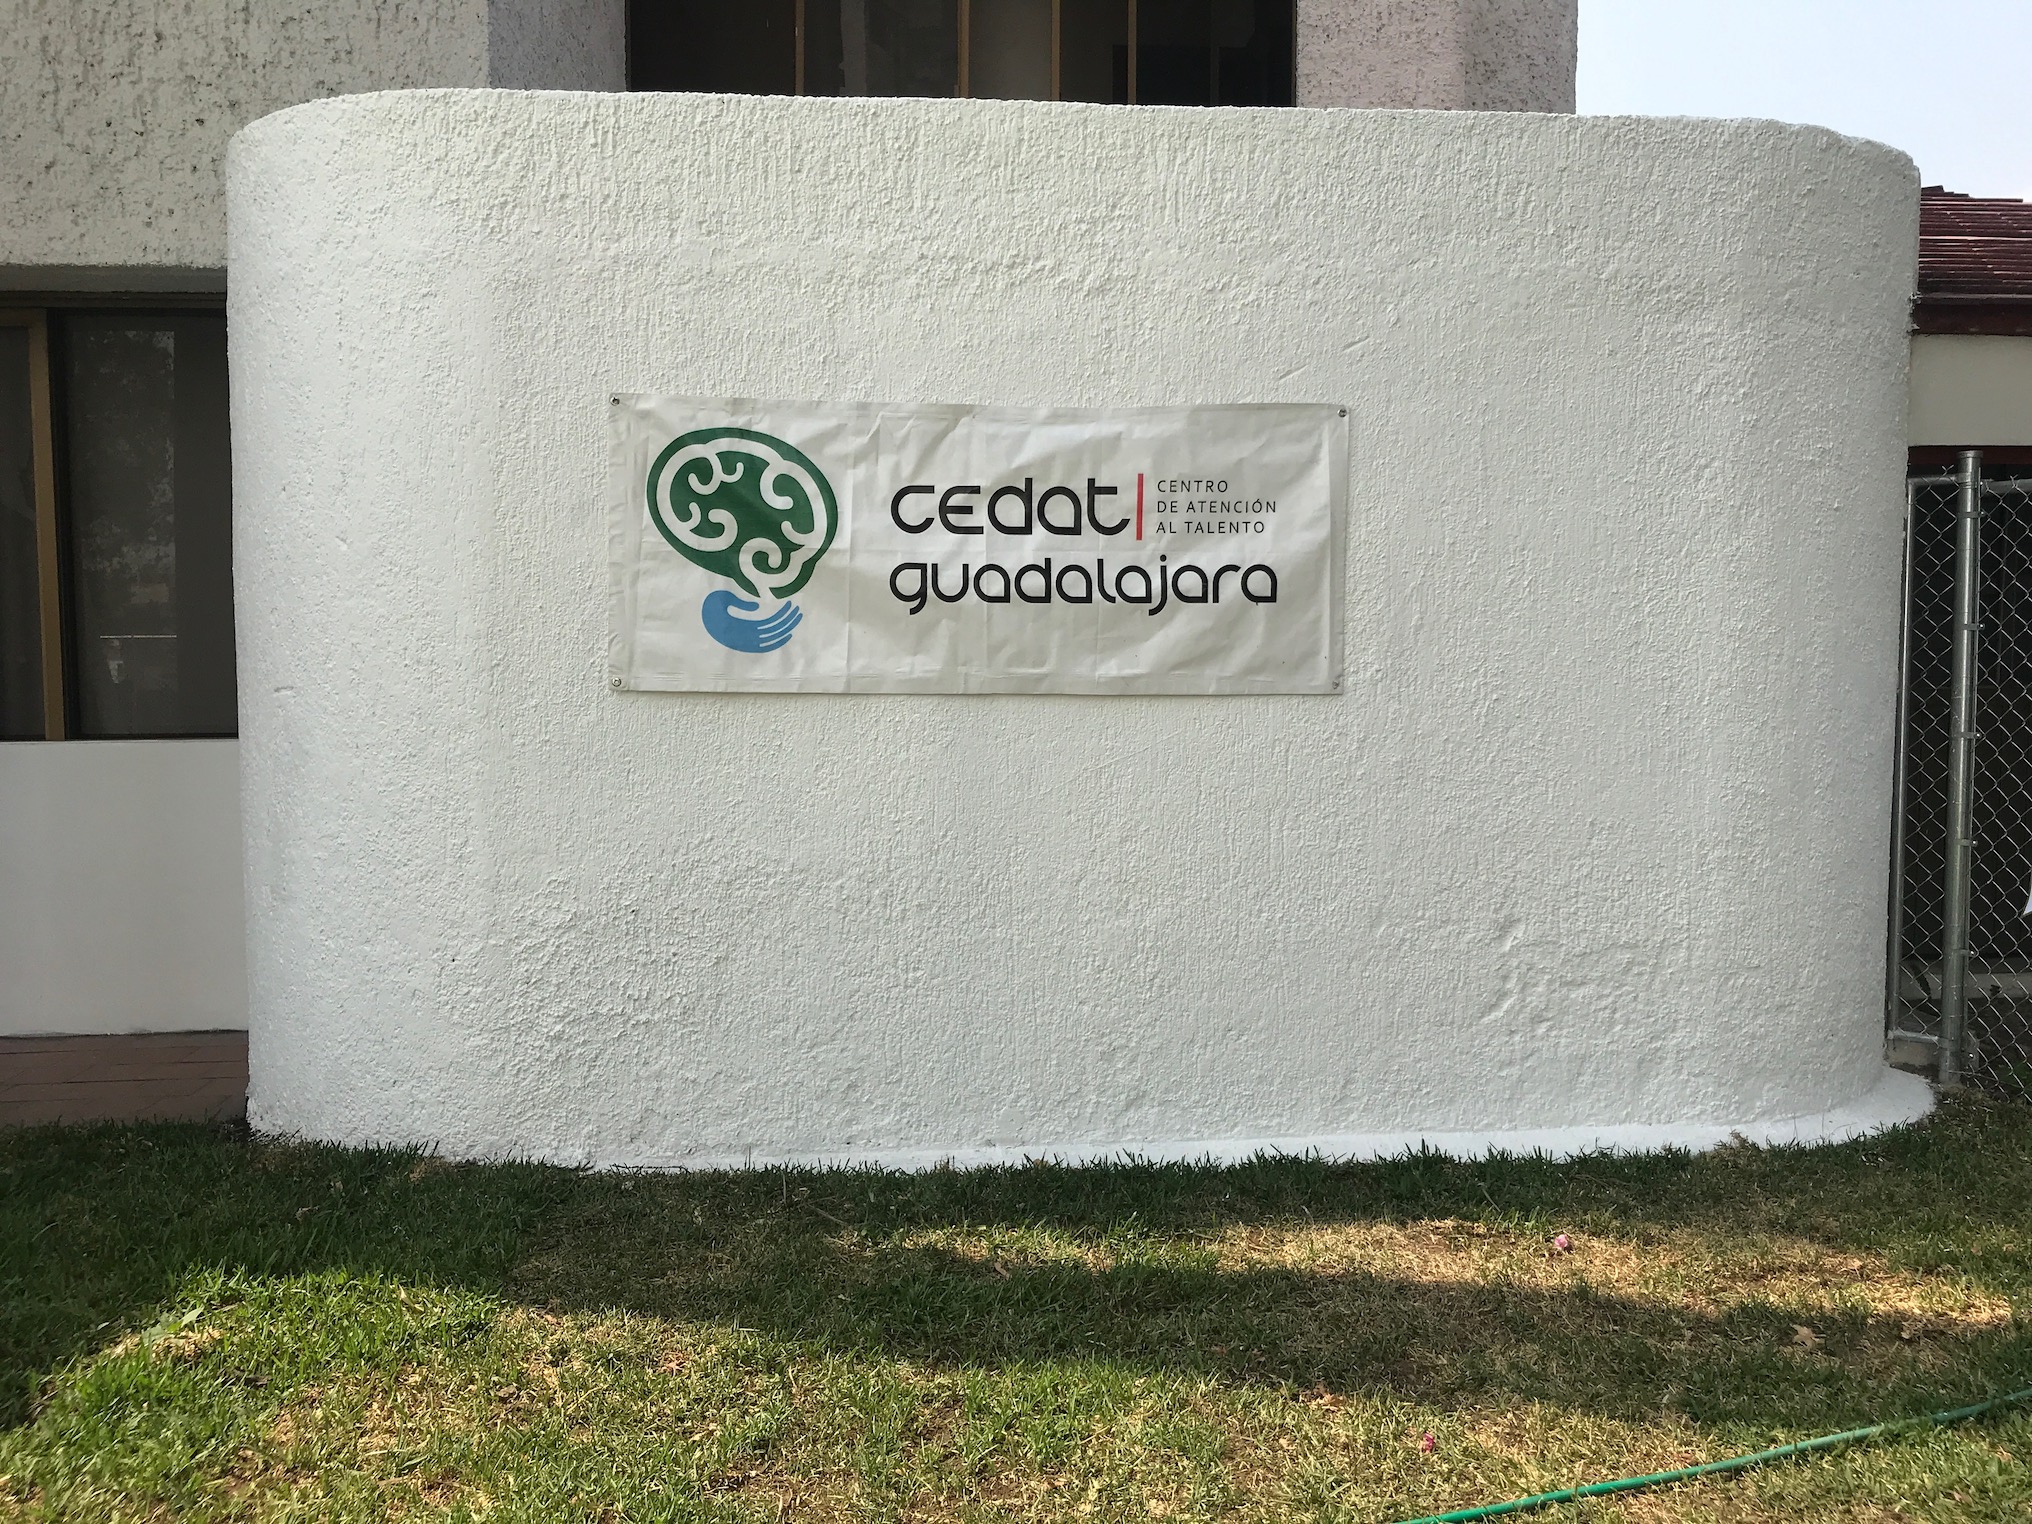 cedat
CENTRO
DE ATENCIÓN
AL TALENTO
guadalajara